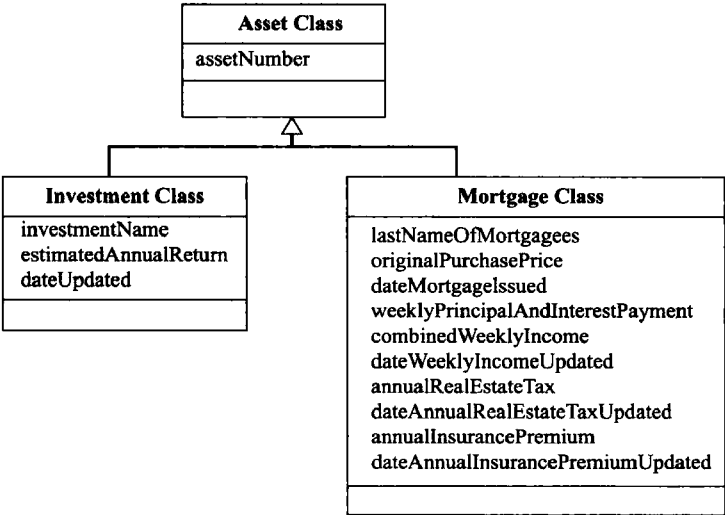 Asset Class
assetNumber
Investment Class
investmentName
estimatedAnnualReturn
dateUpdated
Mortgage Class
lastNameOfMortgagees
originalPurchasePrice
dateMortgageIssued
weeklyPrincipalAndInterestPayment
combinedWeeklyIncome
dateWeeklyIncomeUpdated
annualRealEstateTax
dateAnnualRealEstateTaxUpdated
annualInsurancePremium
dateAnnualInsurancePremiumUpdated